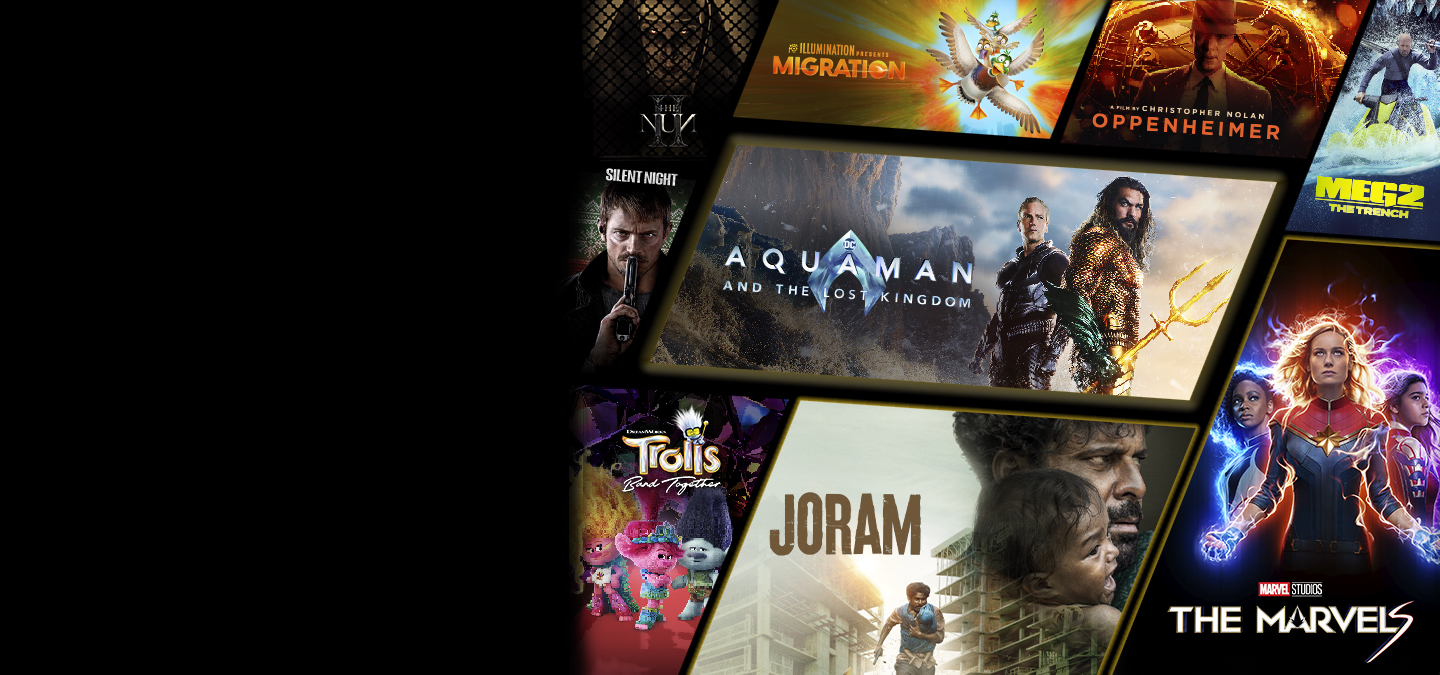 THE
II
NUN
ILLUMINATION PRESENTS
MIGRATION
A FILM BY CHRISTOPHER NOLAN
OPPENHEIMER
MEG2
THE TRENCH
SILENT NIGHT
DC
AQUAMAN
AND THE LOST KINGDOM
DREAMWORKS
Trolls
Band Together
JORAM
MARVEL STUDIOS
THE MARVELS